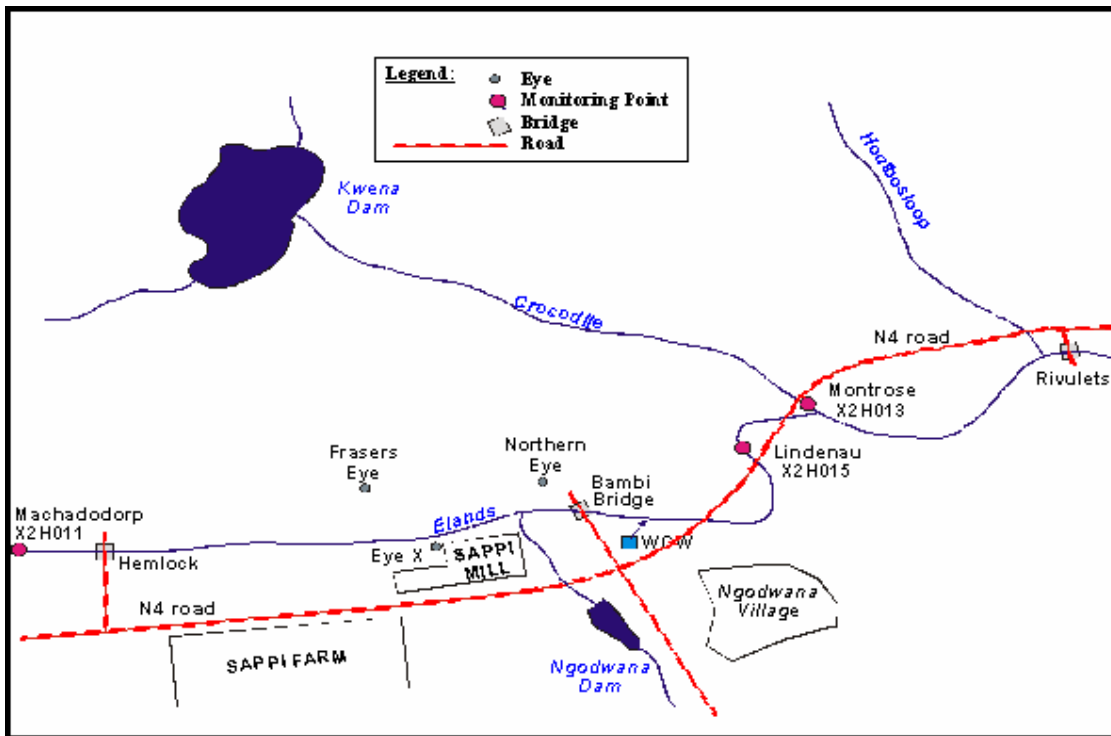 Legend:
Eye
Monitoring Point
Bridge
Road
Kwena
Dam
Crocodile
N4 road
Rivulets
Montrose
X2H013
Frasers
Eye
Northern
Eye
Bambi
Bridge
Lindenau
X2H015
Machadodorp
X2H011
Hemlock
Elands
Eye X
SAPPI
MILL
N4 road
SAPPI FARM
Ngodwana
Village
Ngodwana
Dam